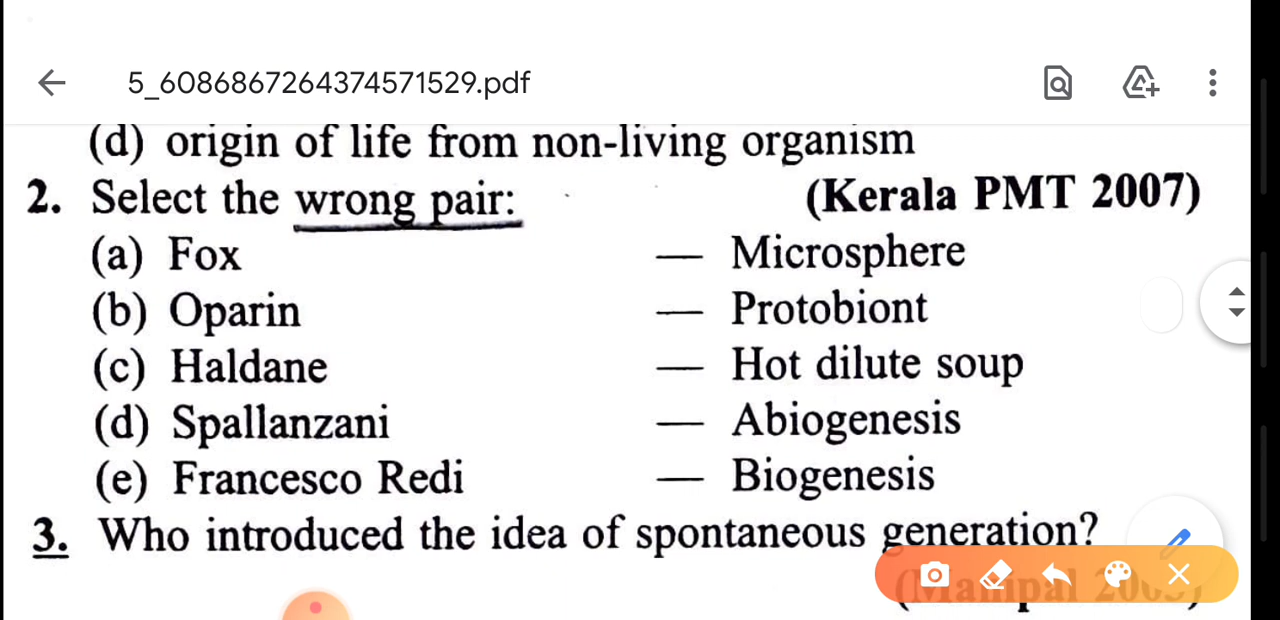 5_6086867264374571529.pdf
(d) origin of life from non-living organism
2. Select the wrong pair: (Kerala PMT 2007)
(a) Fox — Microsphere
(b) Oparin — Protobiont
(c) Haldane — Hot dilute soup
(d) Spallanzani — Abiogenesis
(e) Francesco Redi — Biogenesis
3. Who introduced the idea of spontaneous generation?
(Manipal